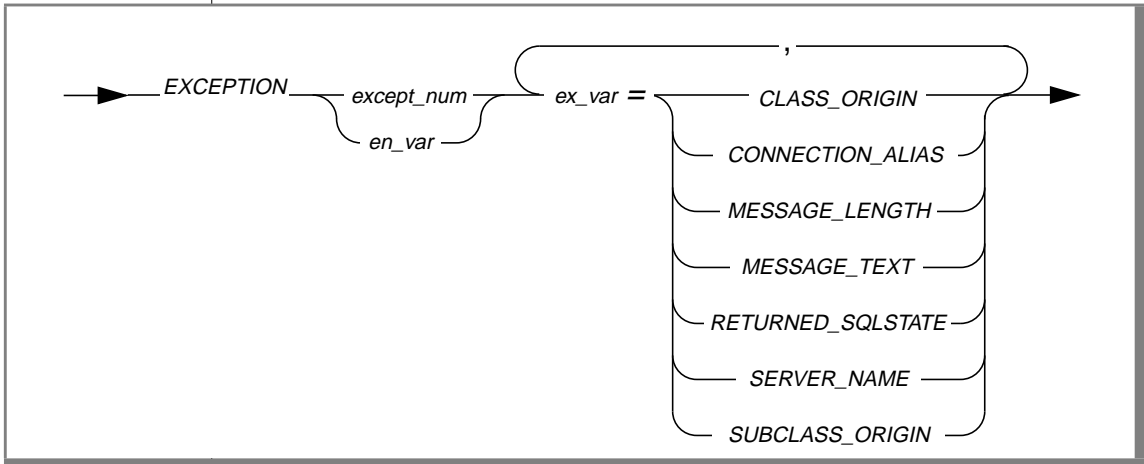 ,
EXCEPTION except_num ex_var = CLASS_ORIGIN
en_var CONNECTION_ALIAS
MESSAGE_LENGTH
MESSAGE_TEXT
RETURNED_SQLSTATE
SERVER_NAME
SUBCLASS_ORIGIN